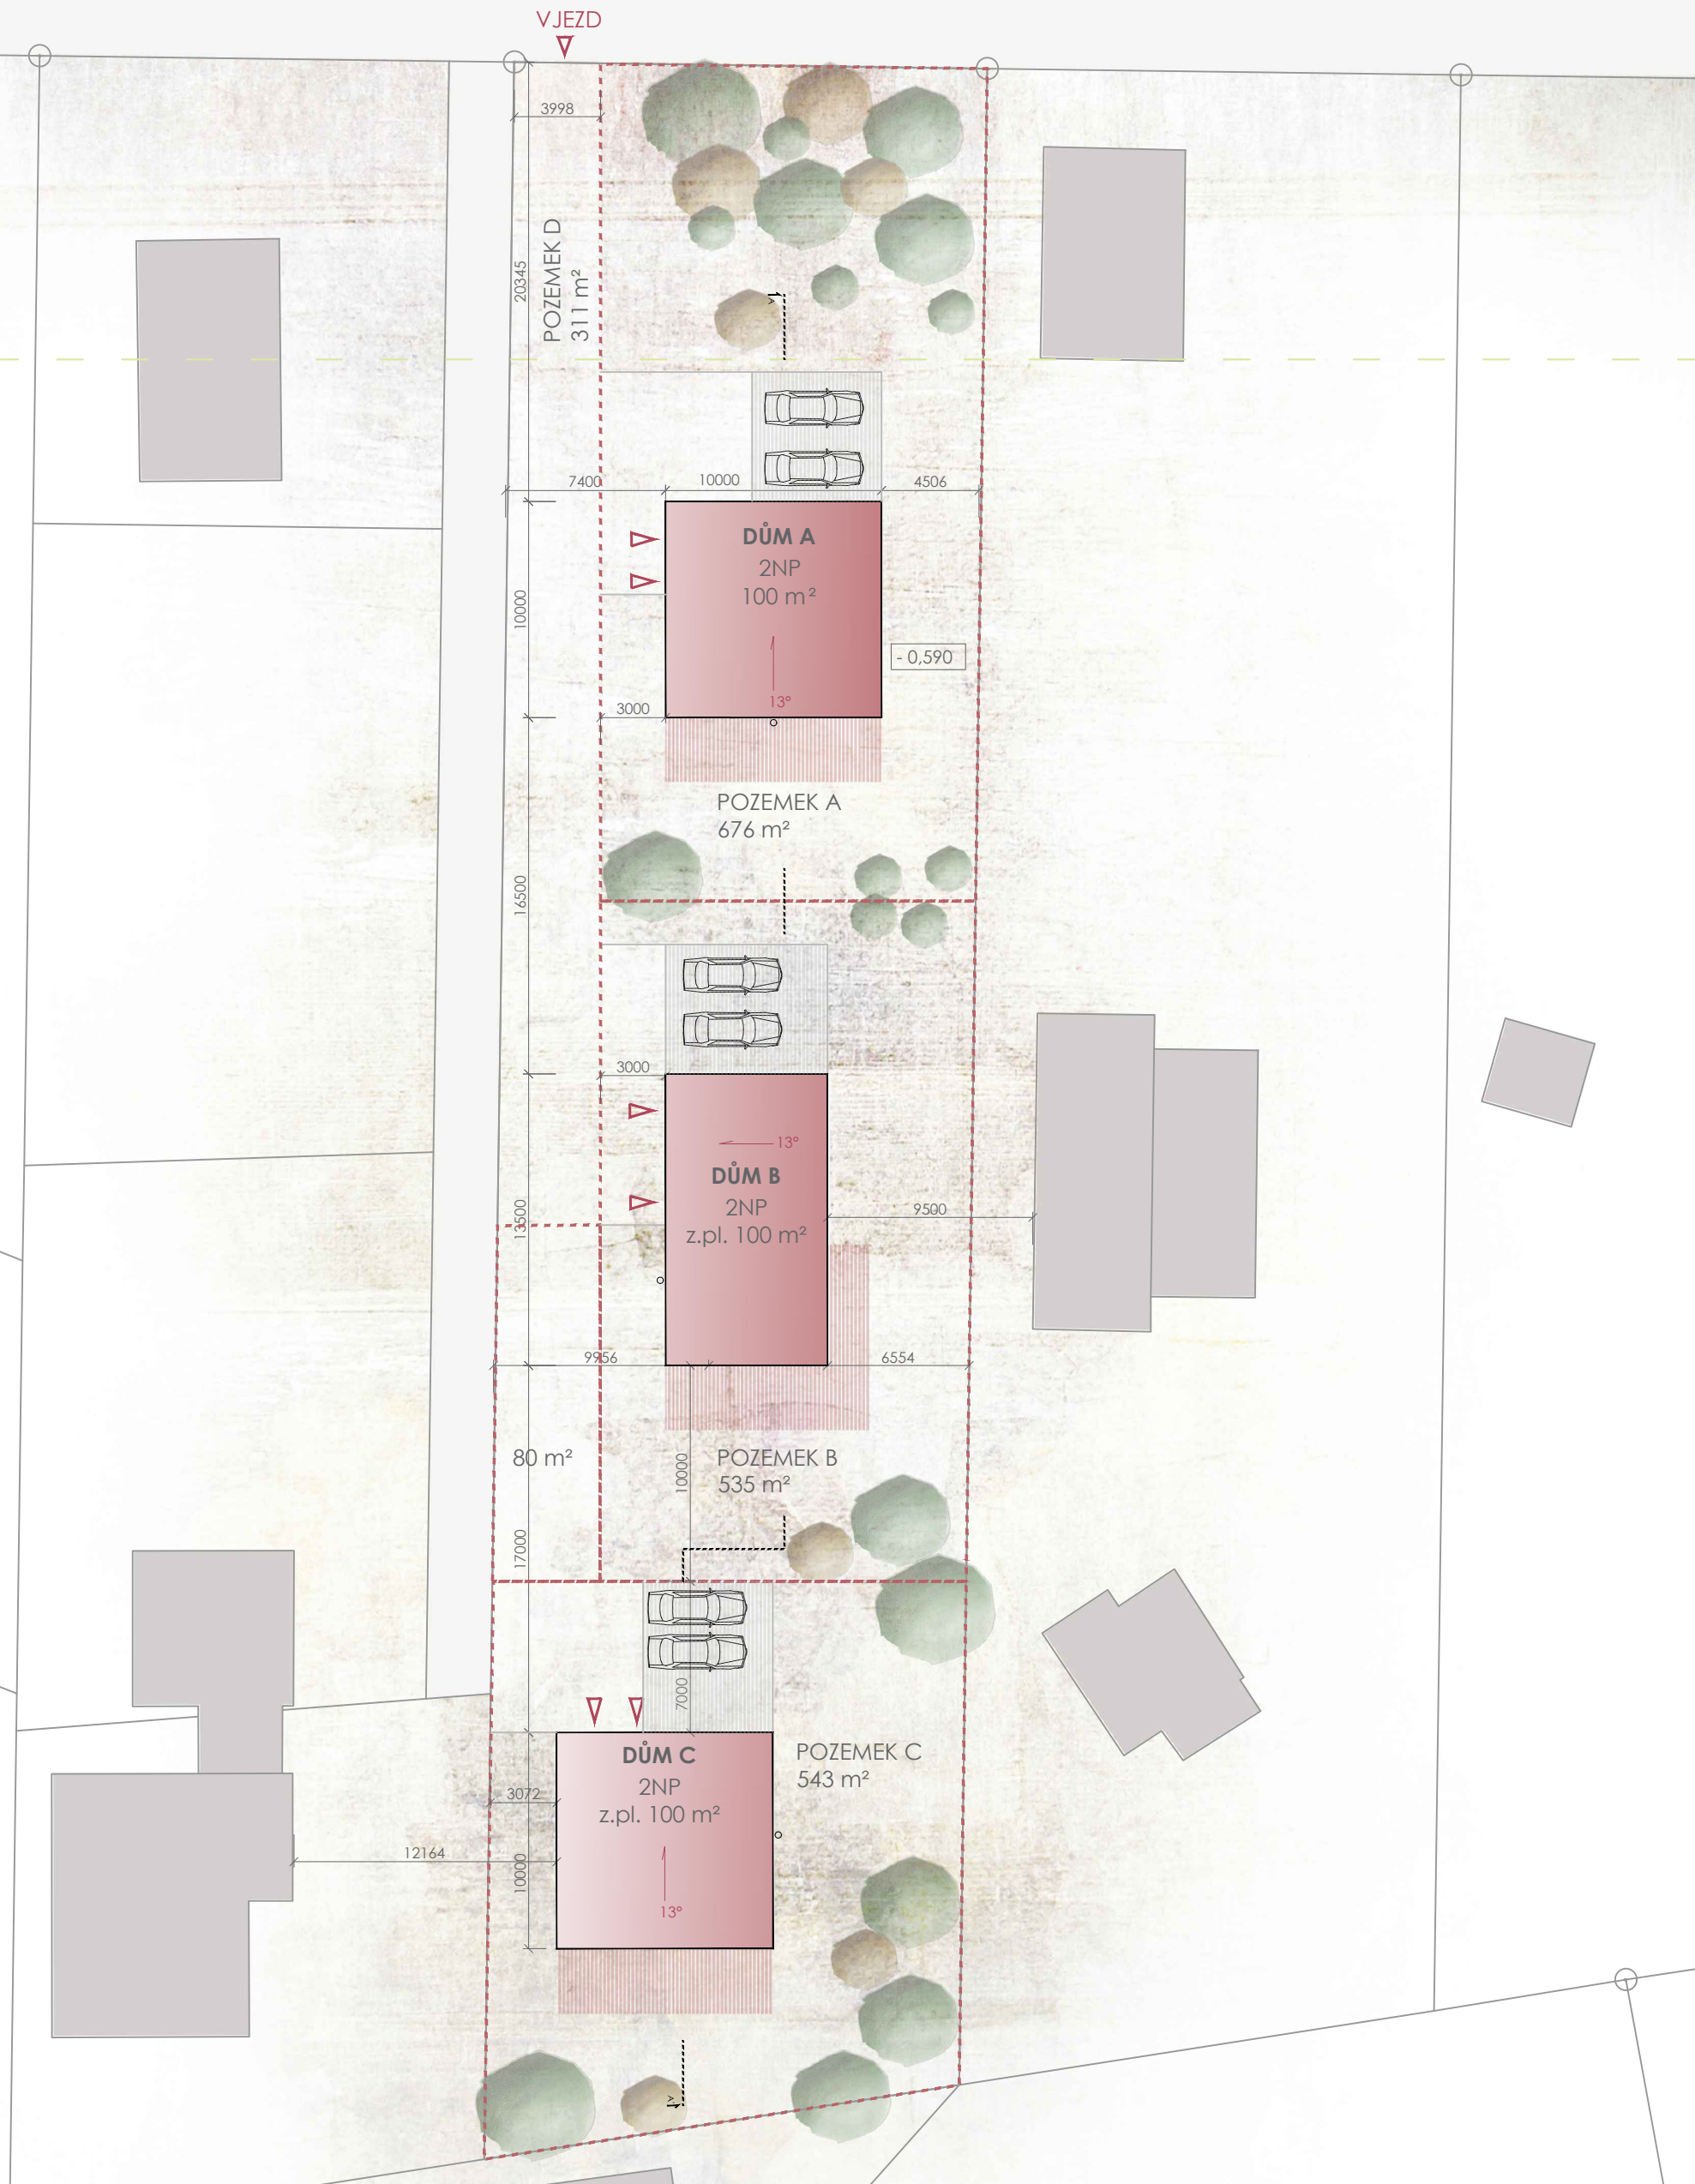 VJEZD
3998
POZEMEK D
311 m²
20345
7400
10000
4506
DŮM A
2NP
100 m²
10000
- 0,590
13°
3000
POZEMEK A
676 m²
16500
3000
13°
DŮM B
2NP
z.pl. 100 m²
13500
9500
9956
6554
80 m²
POZEMEK B
535 m²
10000
17000
7000
DŮM C
2NP
z.pl. 100 m²
POZEMEK C
543 m²
3072
12164
10000
13°